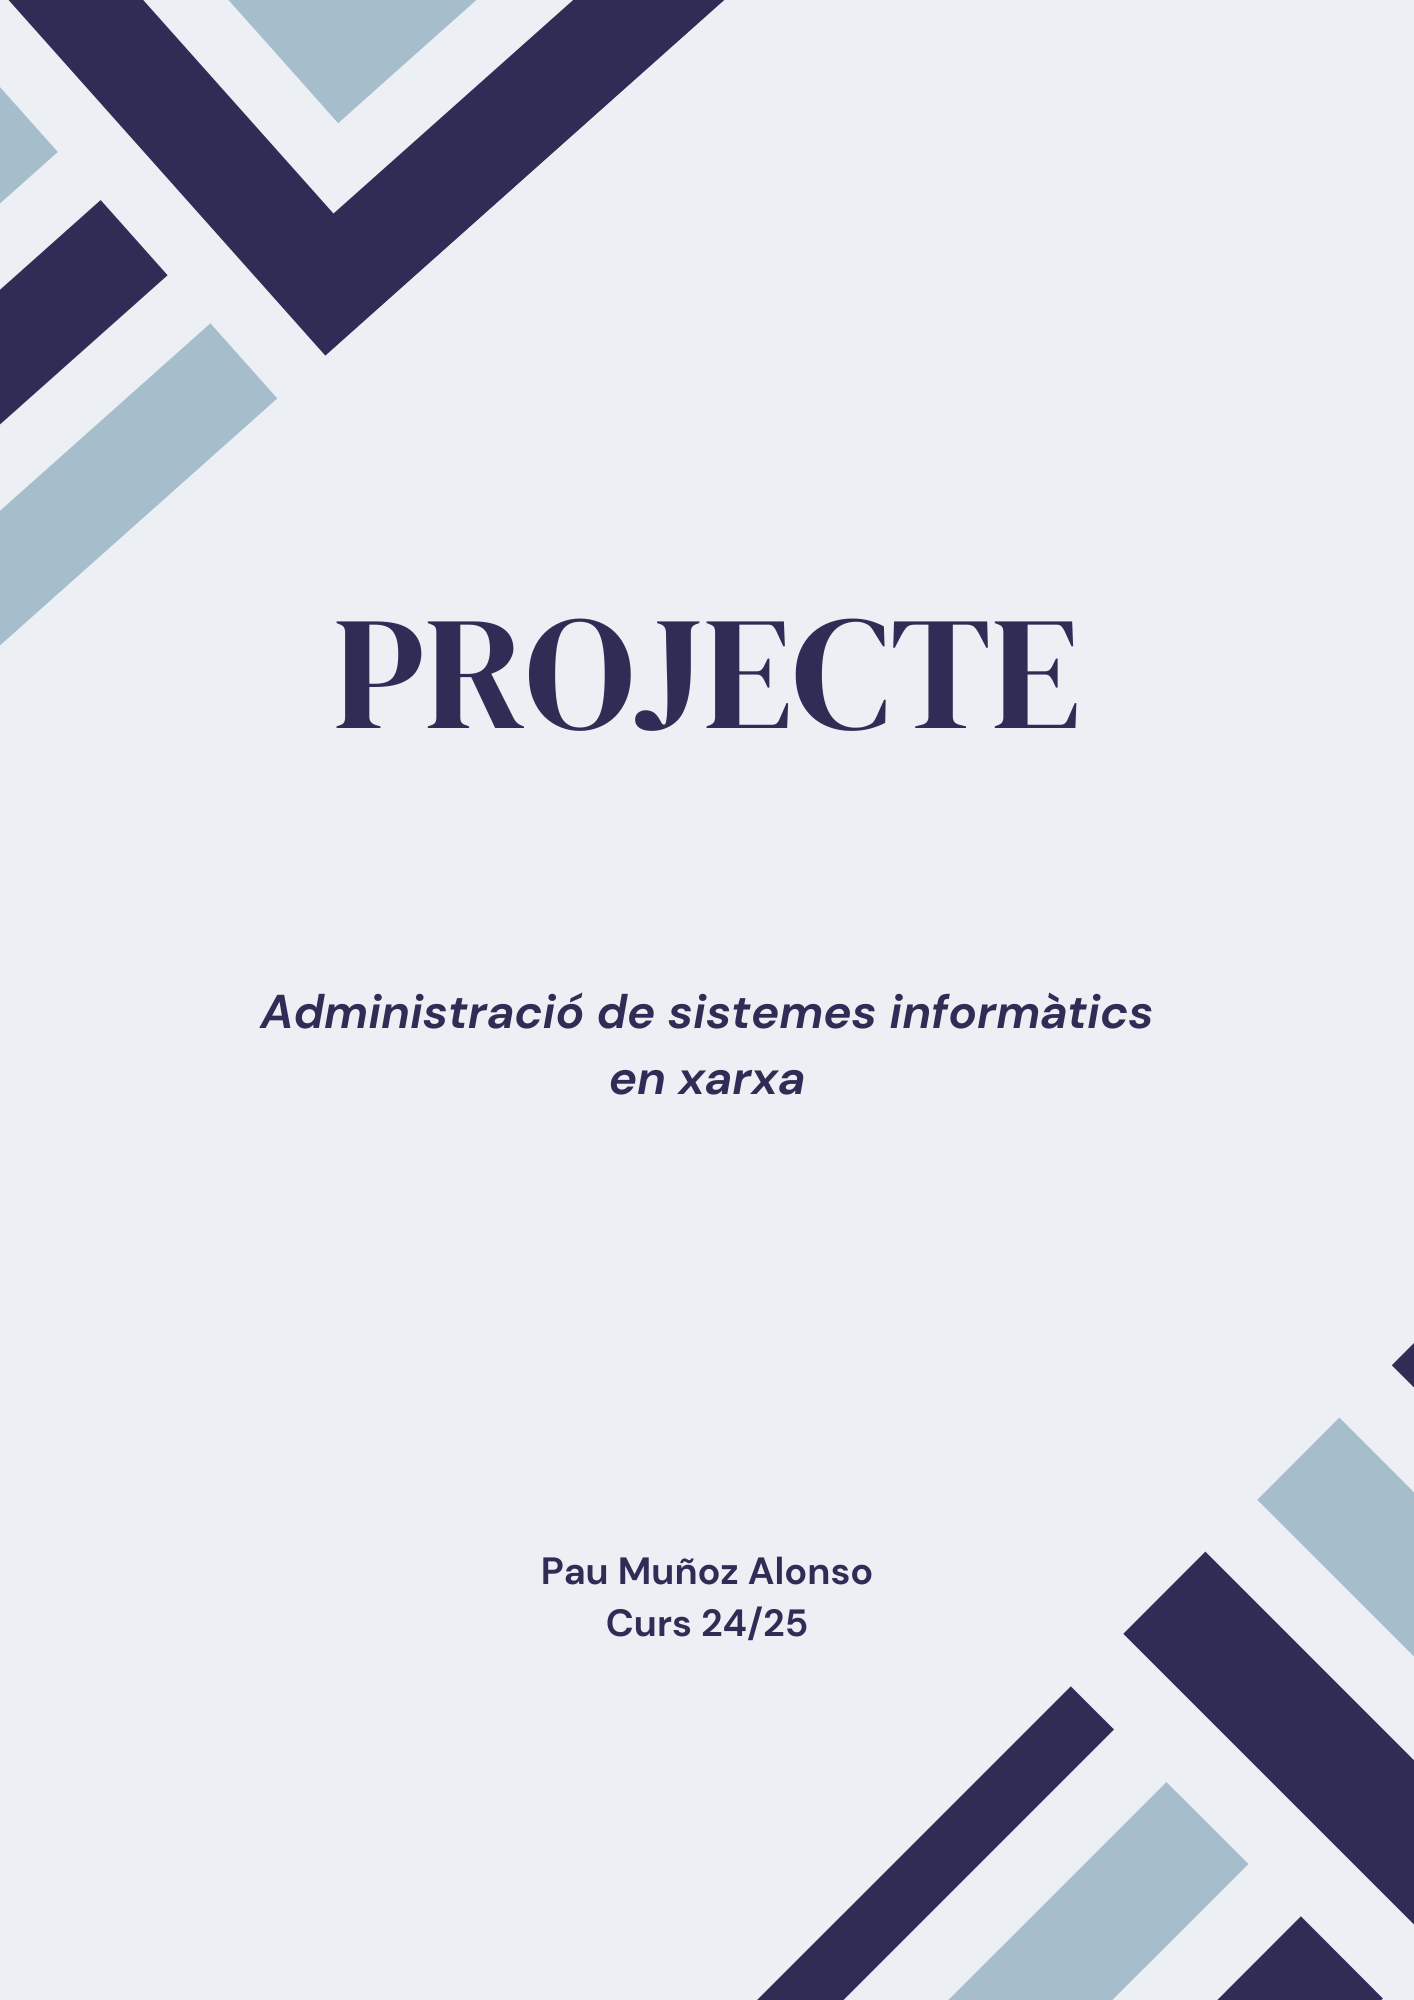 PROJECTE
Administració de sistemes informàtics
en xarxa
Pau Muñoz Alonso
Curs 24/25